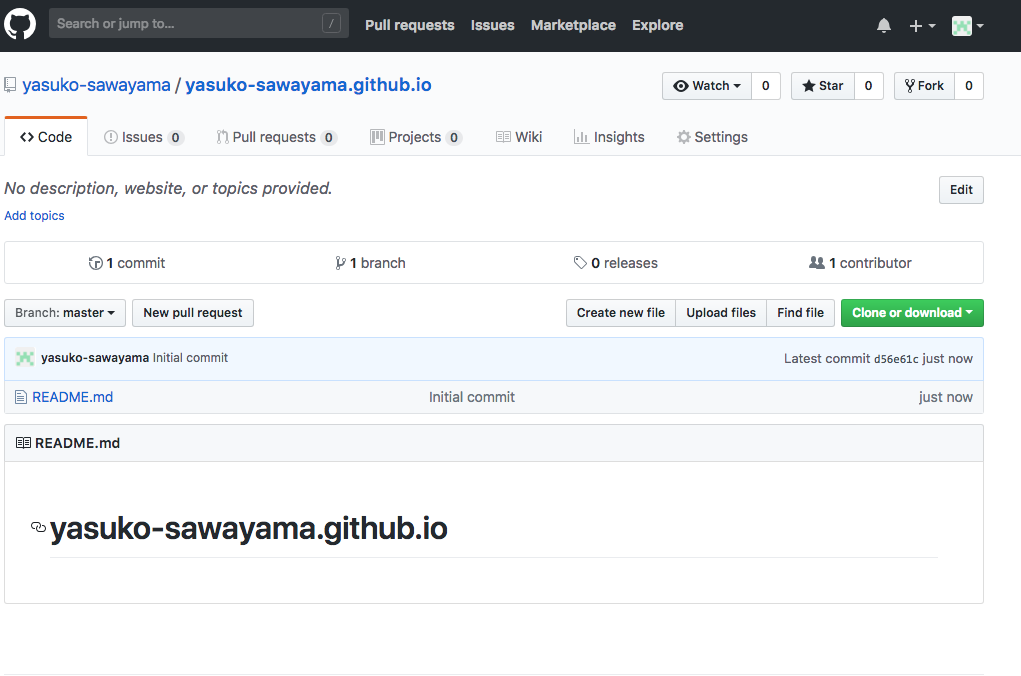 Search or jump to... / Pull requests Issues Marketplace Explore
yasuko-sawayama / yasuko-sawayama.github.io Watch 0 Star 0 Fork 0
Code Issues 0 Pull requests 0 Projects 0 Wiki Insights Settings
No description, website, or topics provided. Edit
Add topics
1 commit 1 branch 0 releases 1 contributor
Branch: master New pull request Create new file Upload files Find file Clone or download
yasuko-sawayama Initial commit Latest commit d56e61c just now
README.md Initial commit just now
README.md
yasuko-sawayama.github.io